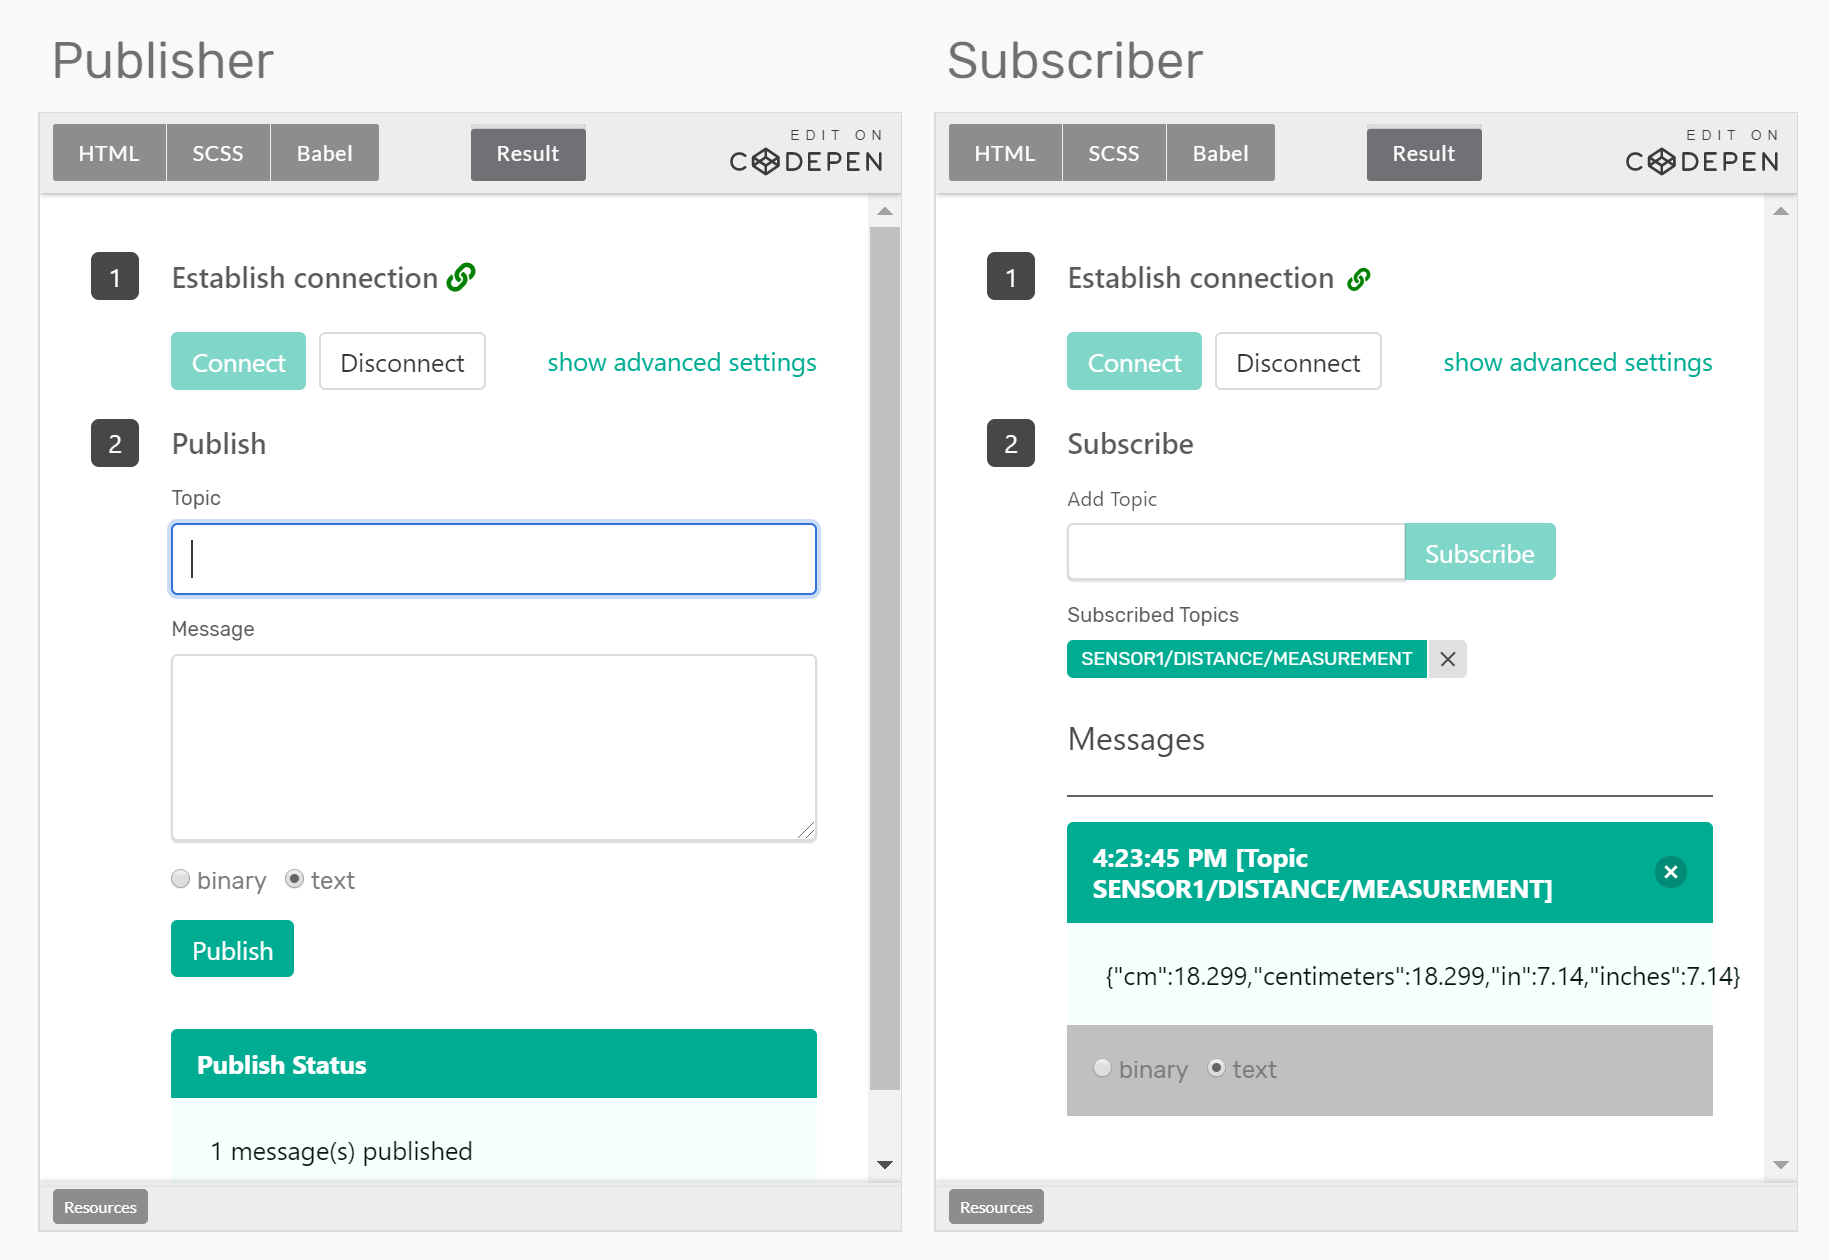 Publisher
HTML SCSS Babel Result EDIT ON
CODEPEN
1 Establish connection
Connect Disconnect show advanced settings
2 Publish
Topic
Message
binary text
Publish
Publish Status
1 message(s) published
Resources
Subscriber
HTML SCSS Babel Result EDIT ON
CODEPEN
1 Establish connection
Connect Disconnect show advanced settings
2 Subscribe
Add Topic
Subscribe
Subscribed Topics
SENSOR1/DISTANCE/MEASUREMENT
Messages
4:23:45 PM [Topic
SENSOR1/DISTANCE/MEASUREMENT]
{"cm":18.299,"centimeters":18.299,"in":7.14,"inches":7.14}
binary text
Resources